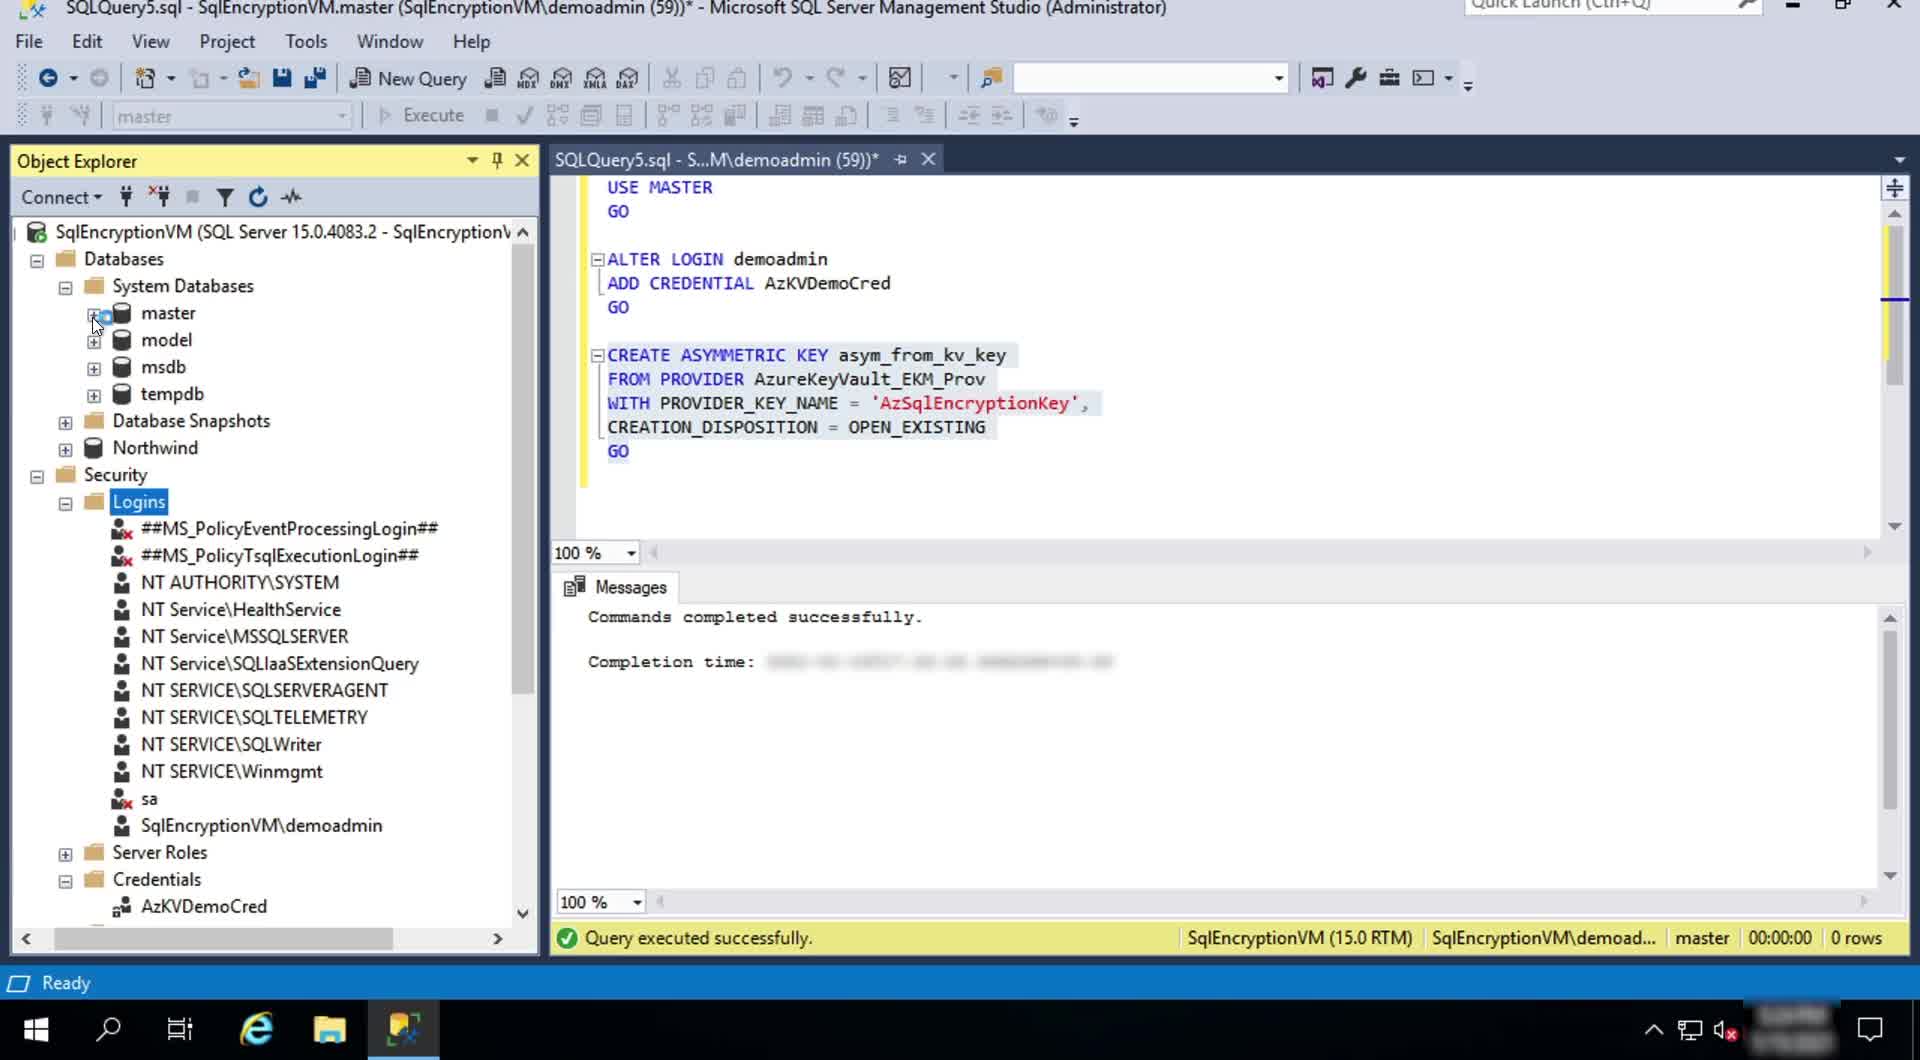 SQLQuery5.sql - SqlEncryptionVM.master (SqlEncryptionVM\demoadmin (59))* - Microsoft SQL Server Management Studio (Administrator)
Quick Launch (Ctrl+Q)
File Edit View Project Tools Window Help
New Query MDX DMX XMLA DAX
master Execute
Object Explorer
SQLQuery5.sql - S...M\demoadmin (59))*
Connect
SqlEncryptionVM (SQL Server 15.0.4083.2 - SqlEncryptionV
Databases
System Databases
master
model
msdb
tempdb
Database Snapshots
Northwind
Security
Logins
##MS_PolicyEventProcessingLogin##
##MS_PolicyTsqlExecutionLogin##
NT AUTHORITY\SYSTEM
NT Service\HealthService
NT Service\MSSQLSERVER
NT Service\SQLIaaSExtensionQuery
NT SERVICE\SQLSERVERAGENT
NT SERVICE\SQLTELEMETRY
NT SERVICE\SQLWriter
NT SERVICE\Winmgmt
sa
SqlEncryptionVM\demoadmin
Server Roles
Credentials
AzKVDemoCred
USE MASTER
GO
ALTER LOGIN demoadmin
ADD CREDENTIAL AzKVDemoCred
GO
CREATE ASYMMETRIC KEY asym_from_kv_key
FROM PROVIDER AzureKeyVault_EKM_Prov
WITH PROVIDER_KEY_NAME = 'AzSqlEncryptionKey',
CREATION_DISPOSITION = OPEN_EXISTING
GO
100 %
Messages
Commands completed successfully.
Completion time:
100 %
Query executed successfully. SqlEncryptionVM (15.0 RTM) SqlEncryptionVM\demoad... master 00:00:00 0 rows
Ready